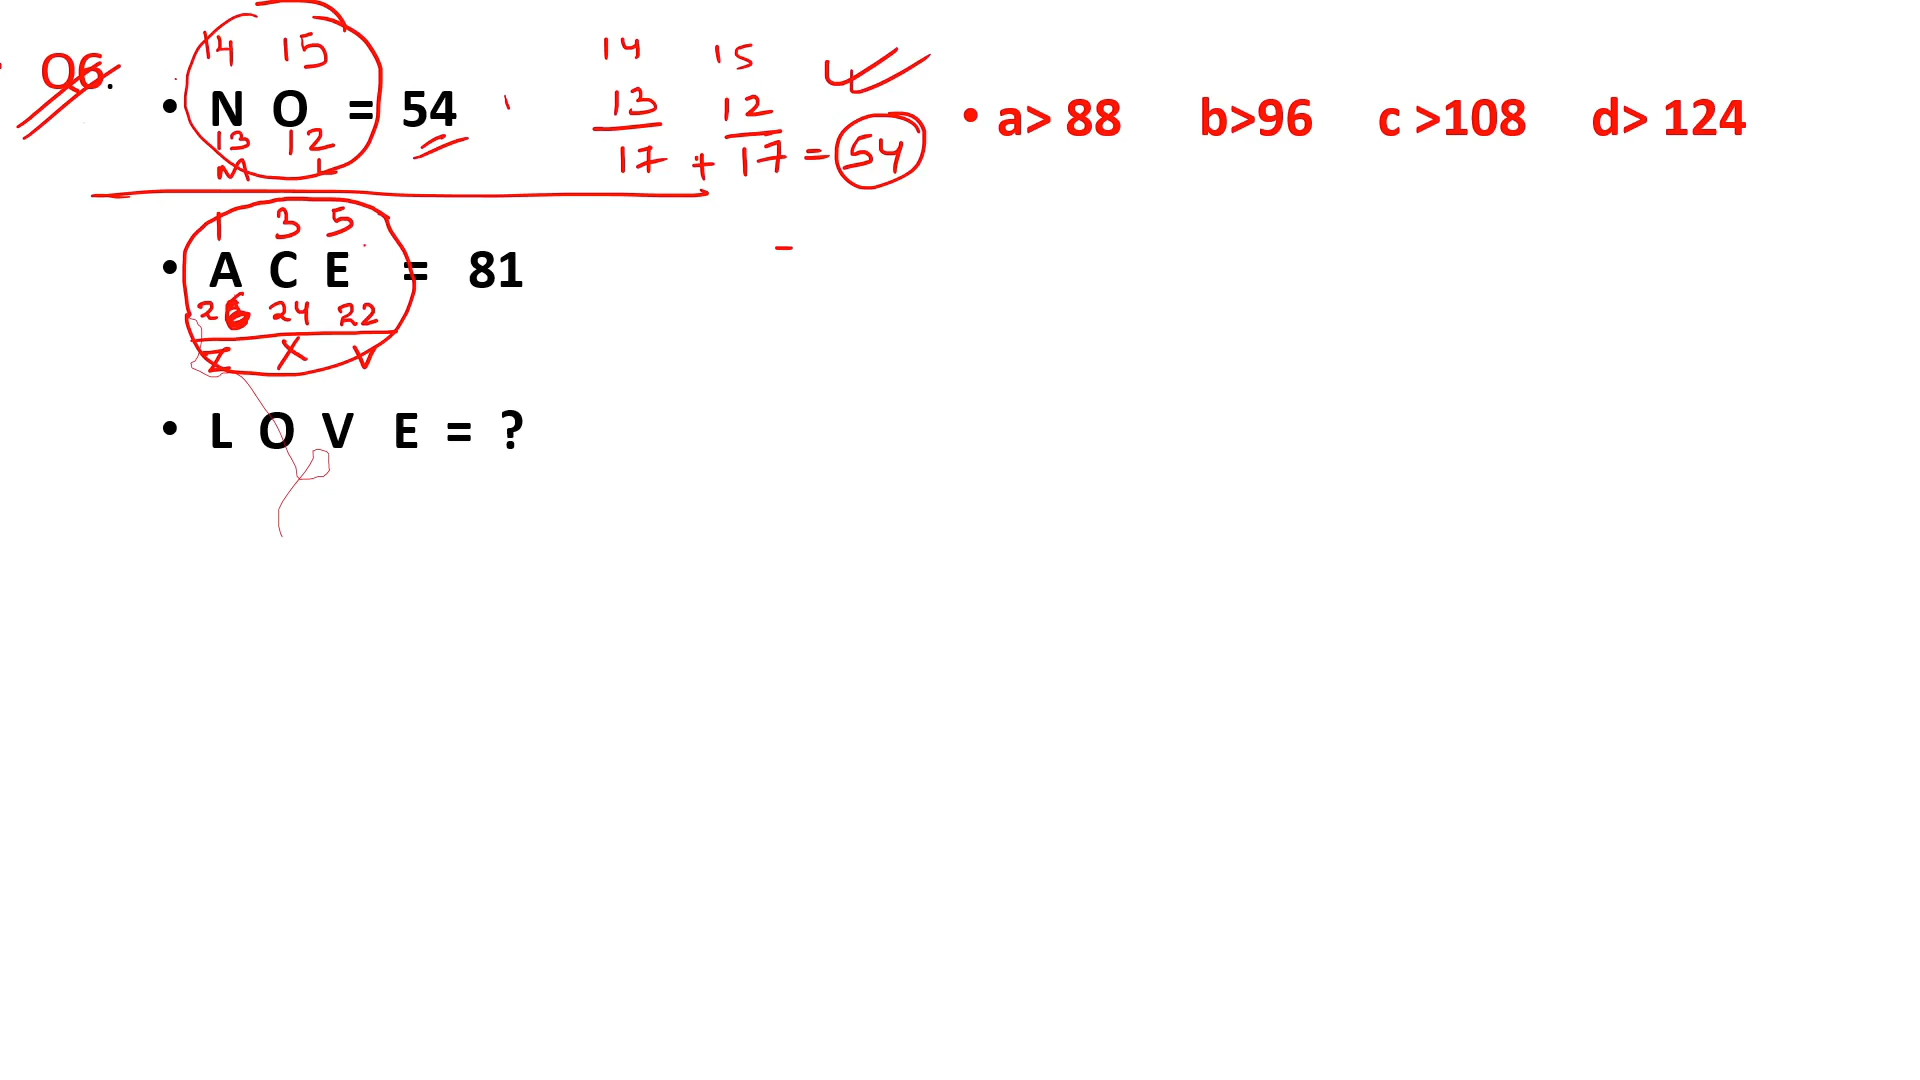 14 15
Q6.
• N O = 54
13 12
M L
14 15
13 12
17 + 17 = 54
• a> 88 b>96 c >108 d> 124
1 3 5
• A C E = 81
26 24 22
Z X V
• L O V E = ?